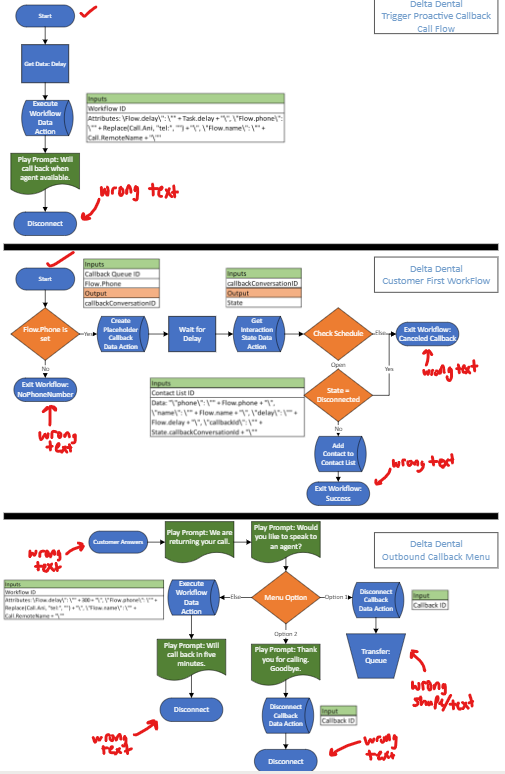 Delta Dental
Trigger Proactive Callback
Call Flow
Start
Get Data: Delay
Execute
Workflow
Data
Action
Inputs
Workflow ID
Attributes: \Flow.delay\": \"" + Task.delay + "\", \"Flow.phone\":
\"" + Replace(Call.Ani, "tel:", "") + "\", \"Flow.name\": \"" +
Call.RemoteName + "\""
Play Prompt: Will
call back when
agent available.
wrong text
Disconnect
Delta Dental
Customer First WorkFlow
Start
Inputs
Callback Queue ID
Flow.Phone
Output
callbackConversationID
Inputs
callbackConversationID
Output
State
Flow.Phone is
set
Yes
Create
Placeholder
Callback
Data Action
Wait for
Delay
Get
Interaction
State Data
Action
Check Schedule
Else
Exit Workflow:
Canceled Callback
wrong text
No
Open
Yes
Exit Workflow:
NoPhoneNumber
wrong
text
Inputs
Contact List ID
Data: "\"phone\": \"" + Flow.phone + "\",
\"name\": \"" + Flow.name + "\", \"delay\": \"" +
Flow.delay + "\", \"callbackId\": \"" +
State.callbackConversationId + "\""
State =
Disconnected
No
Add
Contact to
Contact List
wrong text
Exit Workflow:
Success
Delta Dental
Outbound Callback Menu
Customer Answers
wrong
text
Play Prompt: We are
returning your call.
Play Prompt: Would
you like to speak to
an agent?
Inputs
Workflow ID
Attributes: \Flow.delay\": \"" + 300 + "\", \"Flow.phone\": \"" +
Replace(Call.Ani, "tel:", "") + "\", \"Flow.name\": \"" +
Call.RemoteName + "\""
Execute
Workflow
Data
Action
Else
Menu Option
Option 1
Disconnect
Callback
Data Action
Input
Callback ID
Option 2
Play Prompt: Will
call back in five
minutes.
Play Prompt: Thank
you for calling.
Goodbye.
Transfer:
Queue
wrong
shape/text
Disconnect
wrong
text
Disconnect
Callback
Data Action
Input
Callback ID
Disconnect
wrong
text